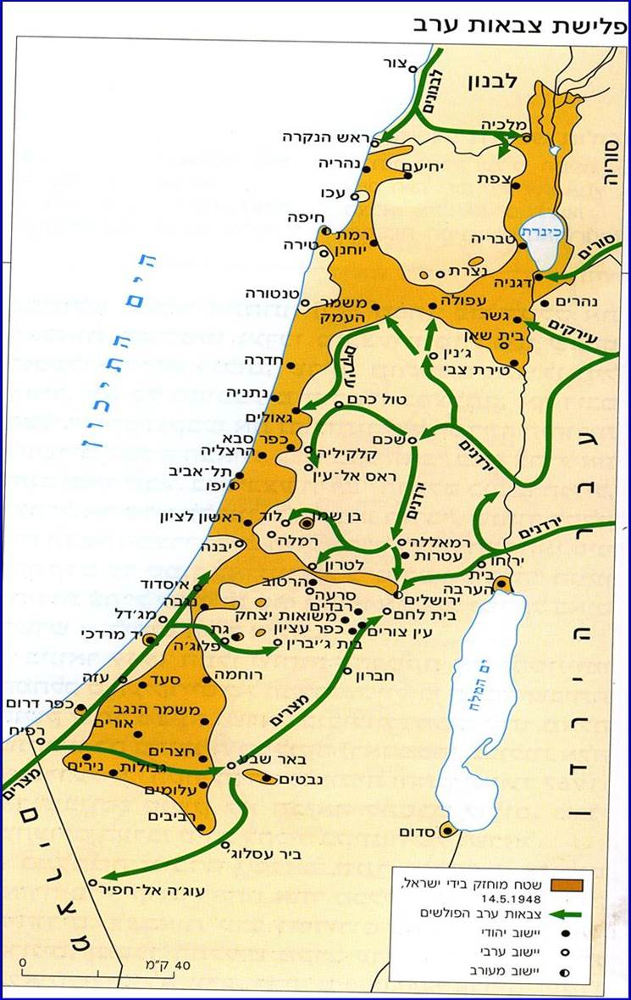 פלישת צבאות ערב
צור
לבנון
לבנונים
סוריה
מלכיה
ראש הנקרה
נהריה
יחיעם
צפת
עכו
חיפה
כינרת
רמת
יוחנן
טבריה
סורים
טירה
נצרת
דגניה
טנטורה
משמר
העמק
עפולה
נהרים
גשר
עירקים
בית שאן
ג'נין
טירת צבי
חדרה
נתניה
טול כרם
גאולים
כפר סבא
שכם
הרצליה
קלקיליה
ירדנים
תל-אביב
ראס אל-עין
יפו
הים התיכון
ירדנים
ראשון לציון
לוד
בן שמן
רמלה
ירדנים
יבנה
רמאללה
עטרות
לטרון
יריחו
בית
הערבה
איסדוד
הרטוב
ירושלים
נגבה
סרעה
מג'דל
רבדים
משואות יצחק
בית לחם
יד מרדכי
גת
כפר עציון
עין צורים
פלוג'ה
בית ג'יברין
עזה
סעד
רוחמה
חברון
ים המלח
כפר דרום
משמר הנגב
אורים
מצרים
רפיח
חצרים
באר שבע
נירים
גבולות
נבטים
מצרים
עלומים
רביבים
סדום
ביר עסלוג'
עוג'ה אל-חפיר
מצרים
עבר הירדן
שטח מוחזק בידי ישראל,
14.5.1948
צבאות ערב הפולשים
יישוב יהודי
יישוב ערבי
יישוב מעורב
0 40 ק"מ